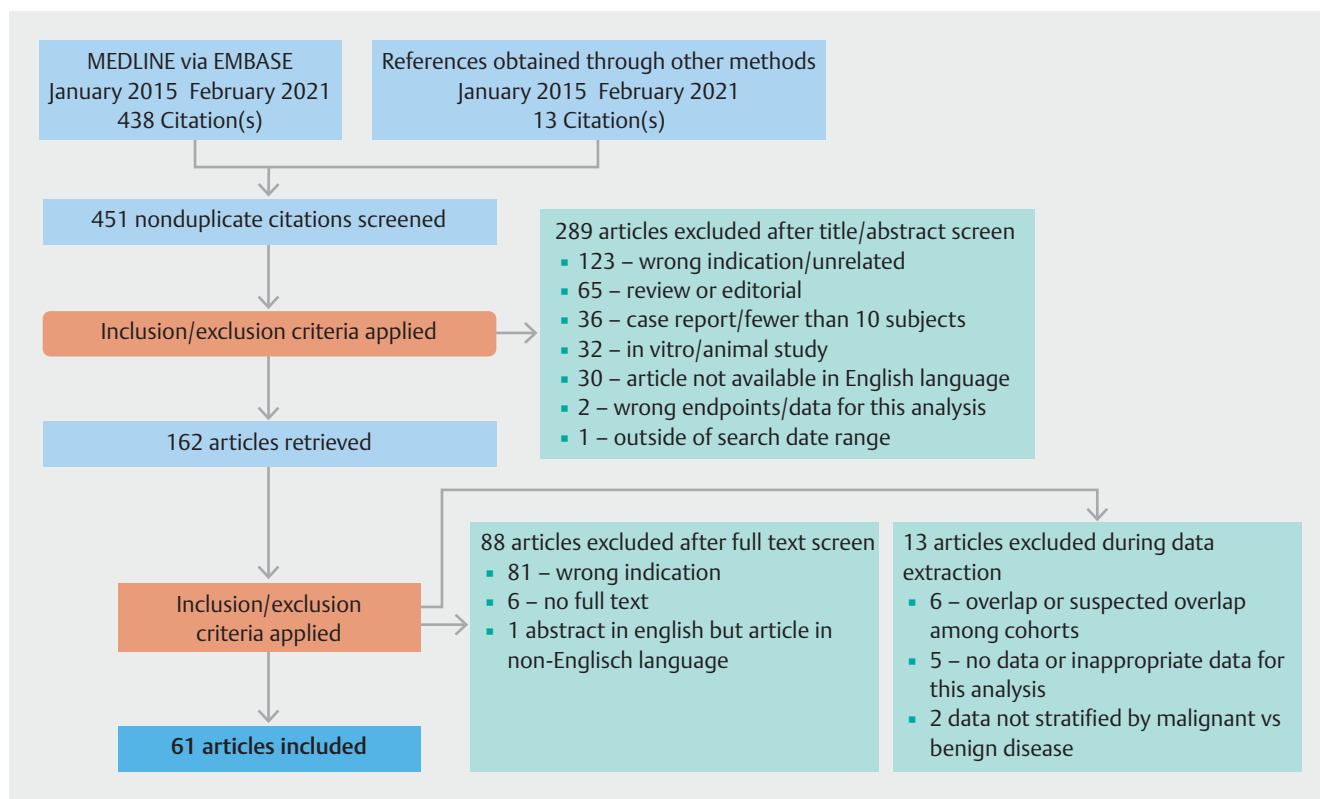 MEDLINE via EMBASE
January 2015 February 2021
438 Citation(s)
References obtained through other methods
January 2015 February 2021
13 Citation(s)
451 nonduplicate citations screened
289 articles excluded after title/abstract screen
▪ 123 – wrong indication/unrelated
▪ 65 – review or editorial
▪ 36 – case report/fewer than 10 subjects
▪ 32 – in vitro/animal study
▪ 30 – article not available in English language
▪ 2 – wrong endpoints/data for this analysis
▪ 1 – outside of search date range
Inclusion/exclusion criteria applied
162 articles retrieved
88 articles excluded after full text screen
▪ 81 – wrong indication
▪ 6 – no full text
▪ 1 abstract in english but article in
non-Englisch language
13 articles excluded during data
extraction
▪ 6 – overlap or suspected overlap
among cohorts
▪ 5 – no data or inappropriate data for
this analysis
▪ 2 data not stratified by malignant vs
benign disease
Inclusion/exclusion
criteria applied
61 articles included